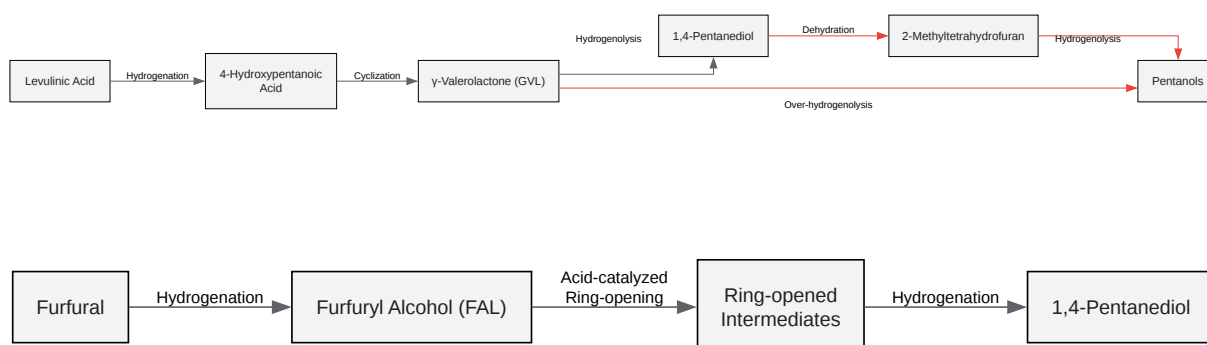 Levulinic Acid
Hydrogenation
4-Hydroxypentanoic
Acid
Cyclization
γ-Valerolactone (GVL)
Hydrogenolysis
1,4-Pentanediol
Dehydration
2-Methyltetrahydrofuran
Hydrogenolysis
Pentanols
Over-hydrogenolysis
Furfural
Hydrogenation
Furfuryl Alcohol (FAL)
Acid-catalyzed
Ring-opening
Ring-opened
Intermediates
Hydrogenation
1,4-Pentanediol